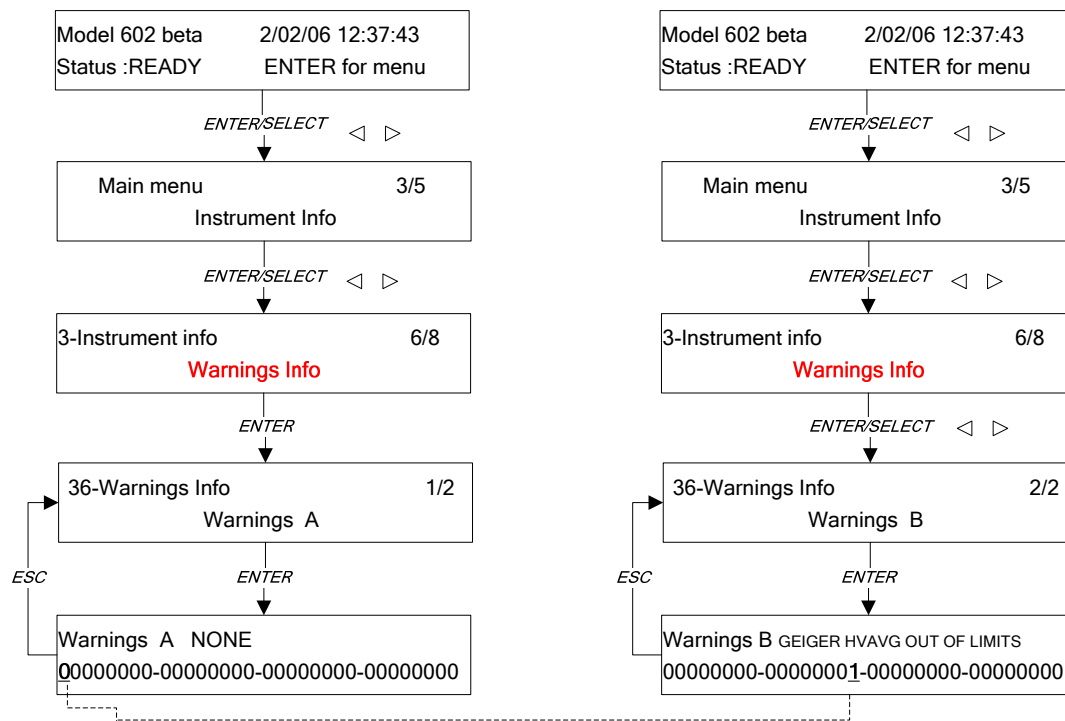 Model 602 beta 2/02/06 12:37:43
Status :READY ENTER for menu
ENTER/SELECT
Main menu 3/5
Instrument Info
ENTER/SELECT
3-Instrument info 6/8
Warnings Info
ENTER
36-Warnings Info 1/2
Warnings A
ESC
ENTER
Warnings A NONE
00000000-00000000-00000000-00000000
Model 602 beta 2/02/06 12:37:43
Status :READY ENTER for menu
ENTER/SELECT
Main menu 3/5
Instrument Info
ENTER/SELECT
3-Instrument info 6/8
Warnings Info
ENTER/SELECT
36-Warnings Info 2/2
Warnings B
ESC
ENTER
Warnings B GEIGER HVAVG OUT OF LIMITS
00000000-00000001-00000000-00000000